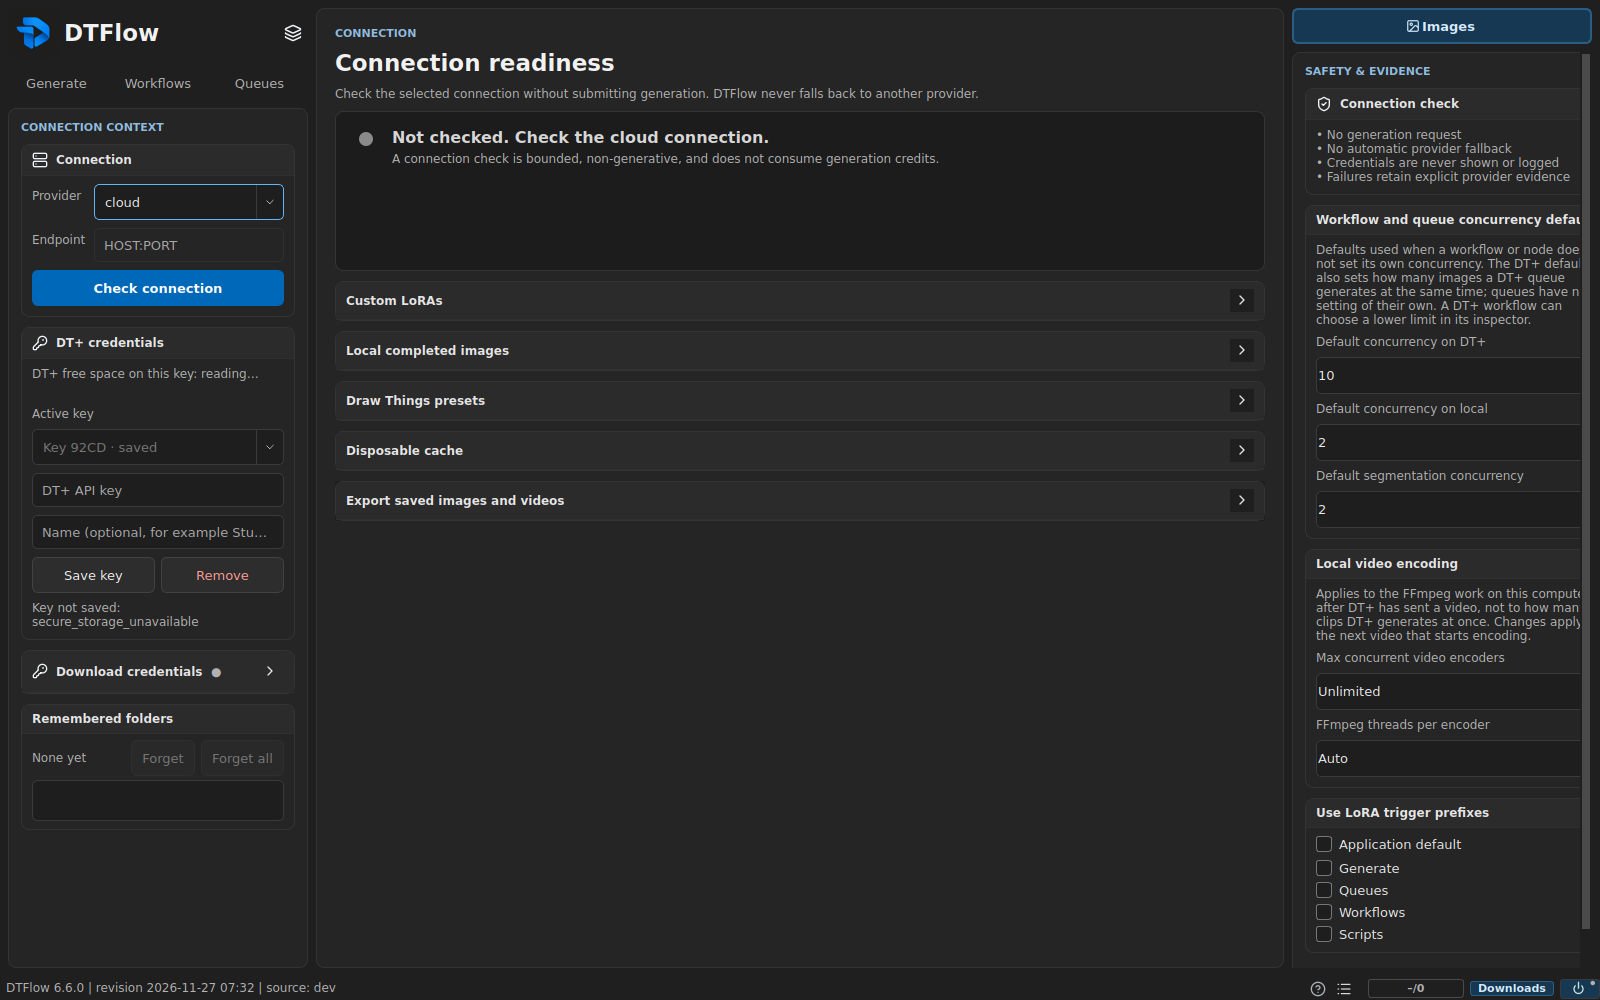 DTFlow
Generate
Workflows
Queues
CONNECTION CONTEXT
Connection
Provider
cloud
Endpoint
HOST:PORT
Check connection
DT+ credentials
DT+ free space on this key: reading…
Active key
Key 92CD · saved
DT+ API key
Name (optional, for example Stu…
Save key
Remove
Key not saved:
secure_storage_unavailable
Download credentials
Remembered folders
None yet
Forget
Forget all
CONNECTION
Connection readiness
Check the selected connection without submitting generation. DTFlow never falls back to another provider.
Not checked. Check the cloud connection.
A connection check is bounded, non-generative, and does not consume generation credits.
Custom LoRAs
Local completed images
Draw Things presets
Disposable cache
Export saved images and videos
Images
SAFETY & EVIDENCE
Connection check
• No generation request
• No automatic provider fallback
• Credentials are never shown or logged
• Failures retain explicit provider evidence
Workflow and queue concurrency defau
Defaults used when a workflow or node doe
not set its own concurrency. The DT+ defaul
also sets how many images a DT+ queue
generates at the same time; queues have n
setting of their own. A DT+ workflow can
choose a lower limit in its inspector.
Default concurrency on DT+
10
Default concurrency on local
2
Default segmentation concurrency
2
Local video encoding
Applies to the FFmpeg work on this compute
after DT+ has sent a video, not to how man
clips DT+ generates at once. Changes apply
the next video that starts encoding.
Max concurrent video encoders
Unlimited
FFmpeg threads per encoder
Auto
Use LoRA trigger prefixes
Application default
Generate
Queues
Workflows
Scripts
DTFlow 6.6.0 | revision 2026-11-27 07:32 | source: dev
-/0
Downloads